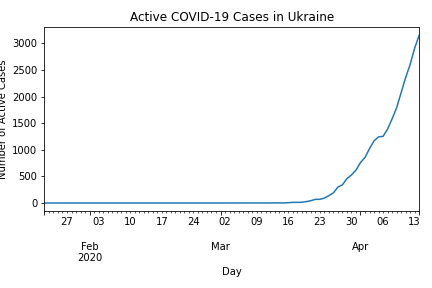 Active COVID-19 Cases in Ukraine
Number of Active Cases
3000
2500
2000
1500
1000
500
0
27 03 10 17 24 02 09 16 23 30 06 13
Feb Mar Apr
2020
Day